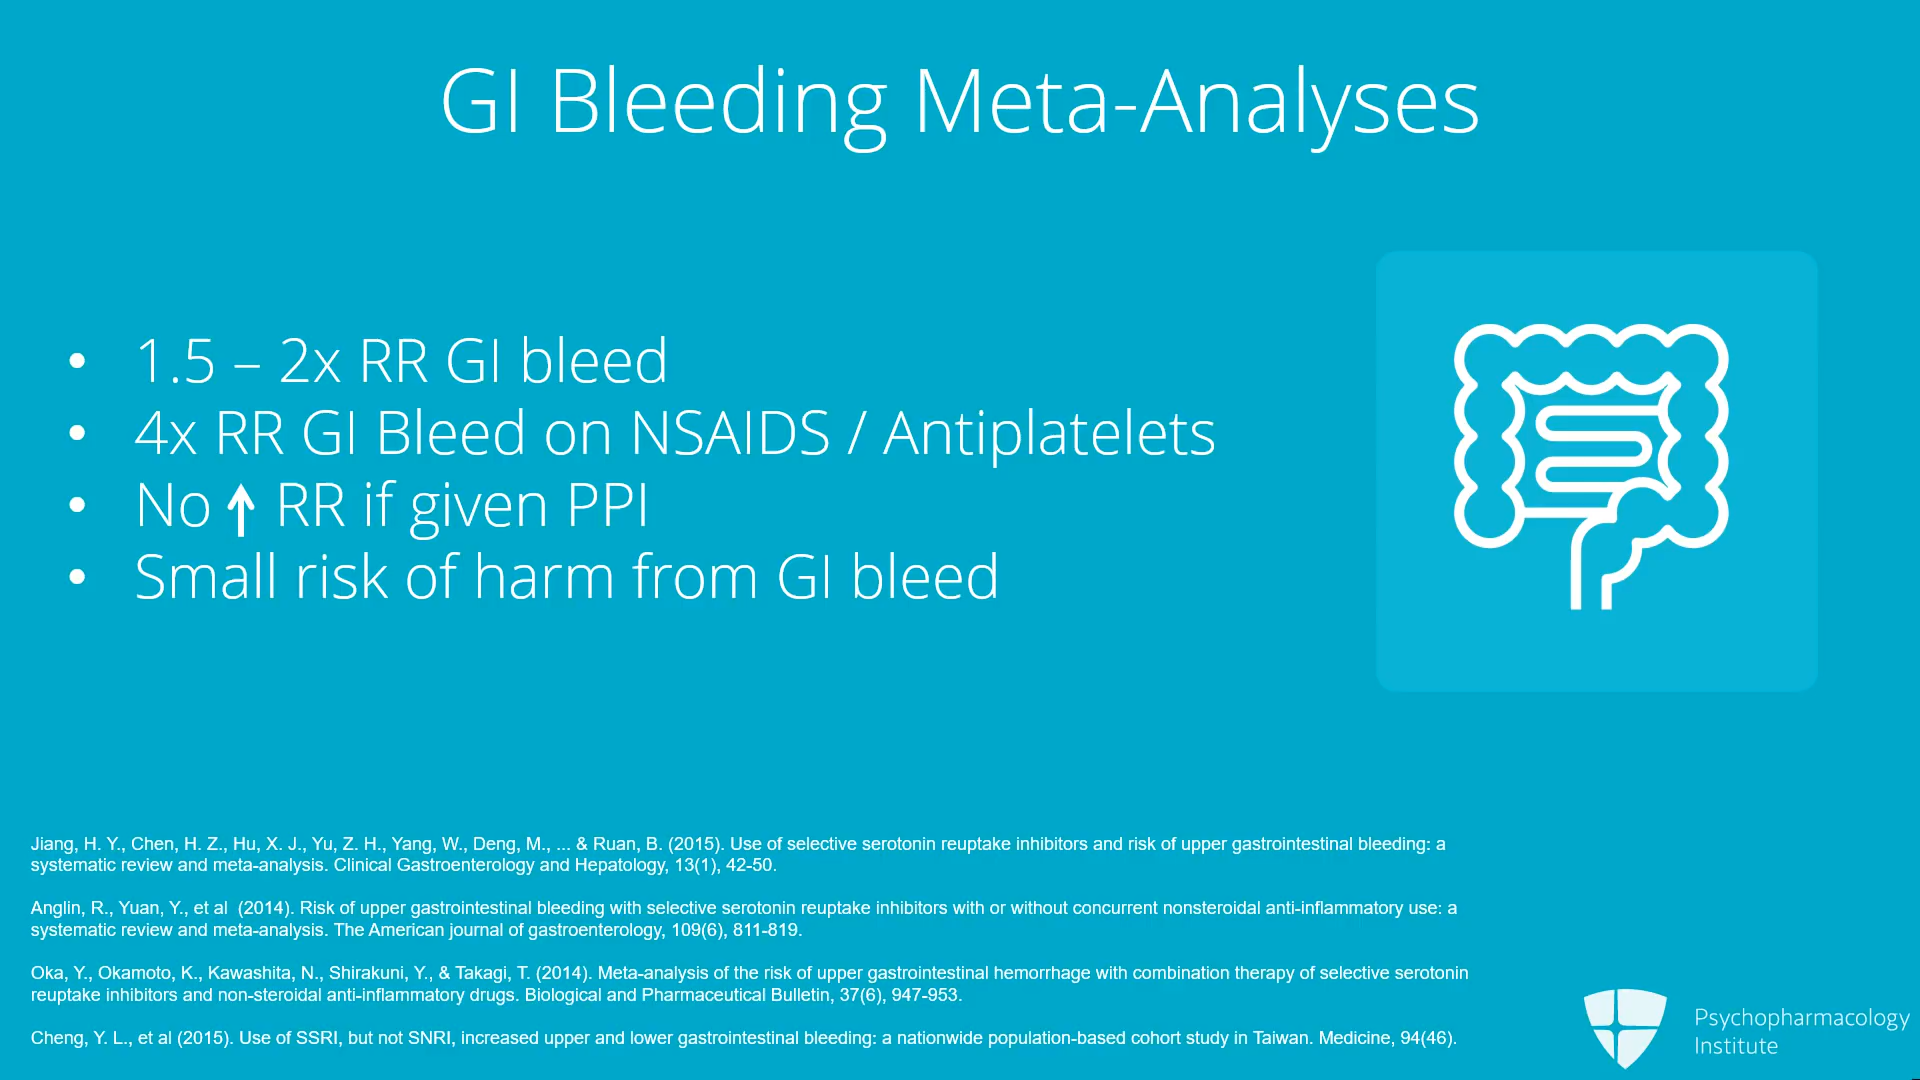 GI Bleeding Meta-Analyses
• 1.5 – 2x RR GI bleed
• 4x RR GI Bleed on NSAIDS / Antiplatelets
• No ↑ RR if given PPI
• Small risk of harm from GI bleed
Jiang, H. Y., Chen, H. Z., Hu, X. J., Yu, Z. H., Yang, W., Deng, M., ... & Ruan, B. (2015). Use of selective serotonin reuptake inhibitors and risk of upper gastrointestinal bleeding: a
systematic review and meta-analysis. Clinical Gastroenterology and Hepatology, 13(1), 42-50.
Anglin, R., Yuan, Y., et al  (2014). Risk of upper gastrointestinal bleeding with selective serotonin reuptake inhibitors with or without concurrent nonsteroidal anti-inflammatory use: a
systematic review and meta-analysis. The American journal of gastroenterology, 109(6), 811-819.
Oka, Y., Okamoto, K., Kawashita, N., Shirakuni, Y., & Takagi, T. (2014). Meta-analysis of the risk of upper gastrointestinal hemorrhage with combination therapy of selective serotonin
reuptake inhibitors and non-steroidal anti-inflammatory drugs. Biological and Pharmaceutical Bulletin, 37(6), 947-953.
Cheng, Y. L., et al (2015). Use of SSRI, but not SNRI, increased upper and lower gastrointestinal bleeding: a nationwide population-based cohort study in Taiwan. Medicine, 94(46).
Psychopharmacology
Institute